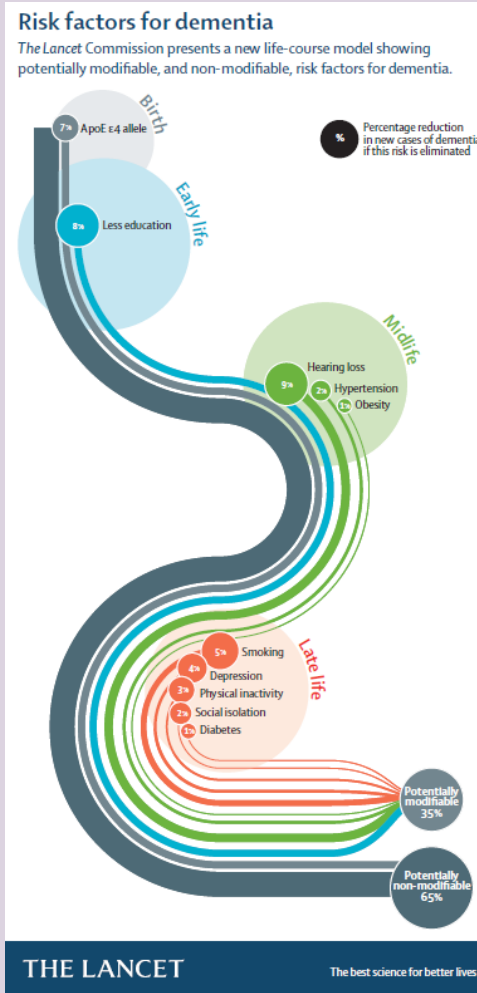 Risk factors for dementia
The Lancet Commission presents a new life-course model showing
potentially modifiable, and non-modifiable, risk factors for dementia.
Birth
7%
ApoE ε4 allele
%
Percentage reduction
in new cases of dementia
if this risk is eliminated
Early life
8%
Less education
Midlife
Hearing loss
9%
2%
Hypertension
1%
Obesity
Late life
5%
Smoking
4%
Depression
3%
Physical inactivity
2%
Social isolation
1%
Diabetes
Potentially
modifiable
35%
Potentially
non-modifiable
65%
THE LANCET
The best science for better lives